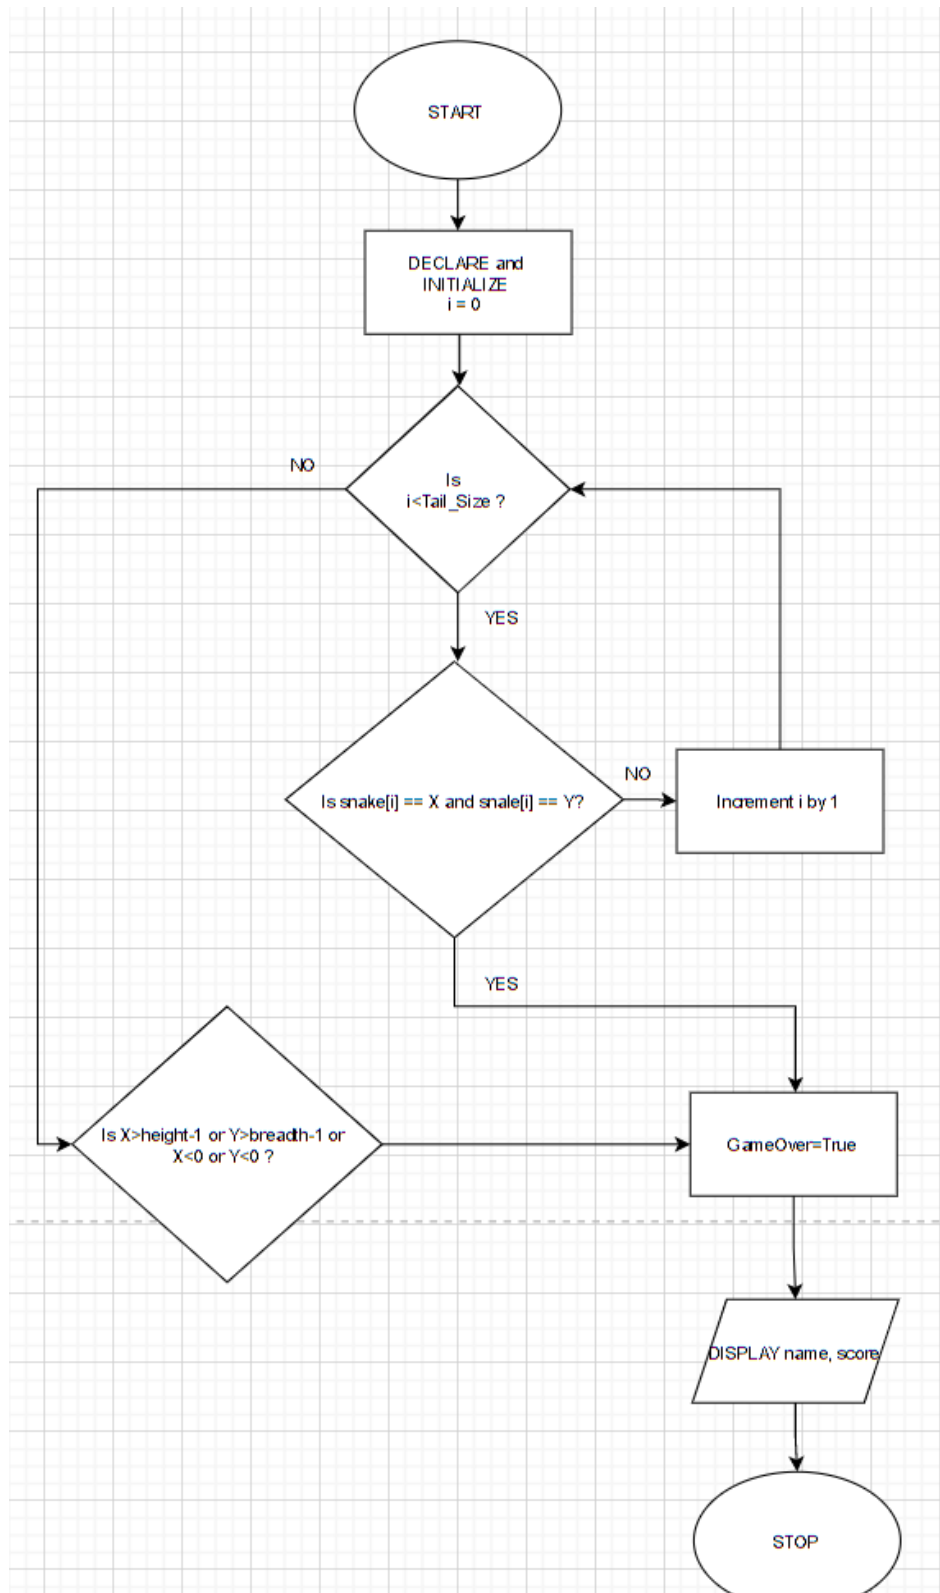 START
DECLARE and
INITIALIZE
i = 0
NO
Is
i<Tail_Size ?
YES
Is snake[i] == X and snale[i] == Y?
NO
Increment i by 1
YES
Is X>height-1 or Y>breadth-1 or
X<0 or Y<0 ?
GameOver=True
DISPLAY name, score
STOP